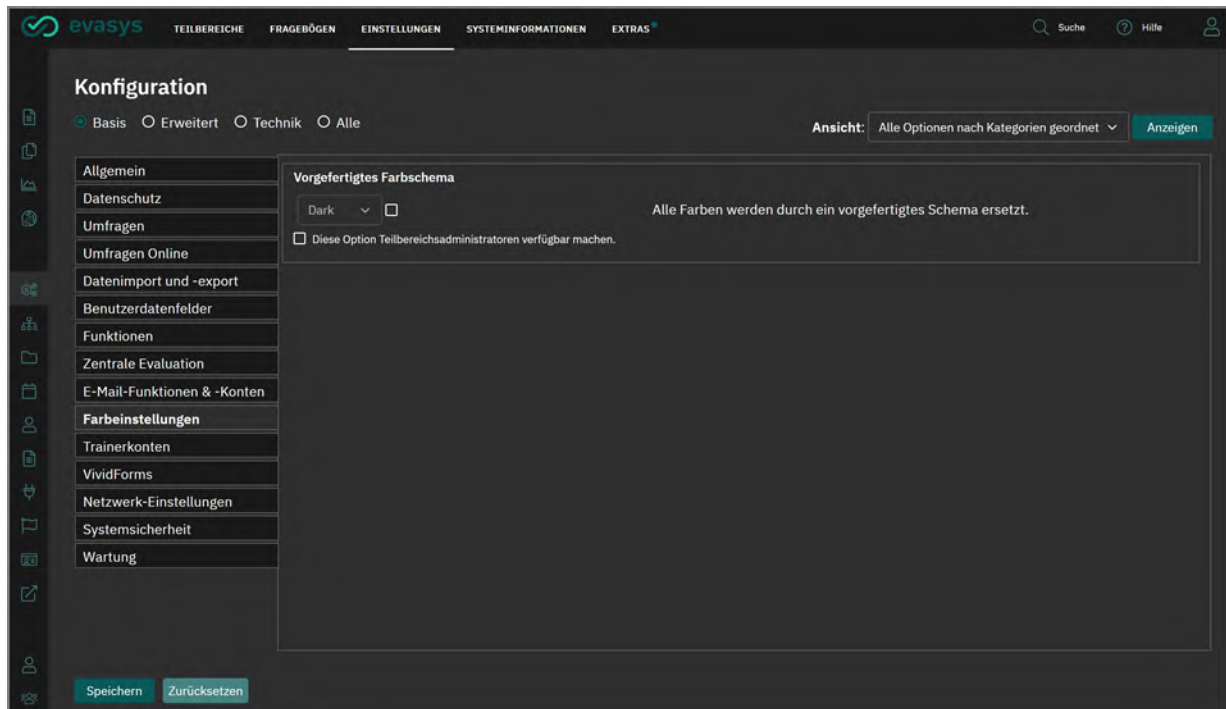 evasys TEILBEREICHE FRAGEBÖGEN EINSTELLUNGEN SYSTEMINFORMATIONEN EXTRAS Suche Hilfe
Konfiguration
Basis Erweitert Technik Alle
Ansicht: Alle Optionen nach Kategorien geordnet Anzeigen
Allgemein
Datenschutz
Umfragen
Umfragen Online
Datenimport und -export
Benutzerdatenfelder
Funktionen
Zentrale Evaluation
E-Mail-Funktionen & -Konten
Farbeinstellungen
Trainerkonten
VividForms
Netzwerk-Einstellungen
Systemsicherheit
Wartung
Vorgefertigtes Farbschema
Dark Alle Farben werden durch ein vorgefertigtes Schema ersetzt.
Diese Option Teilbereichsadministratoren verfügbar machen.
Speichern Zurücksetzen